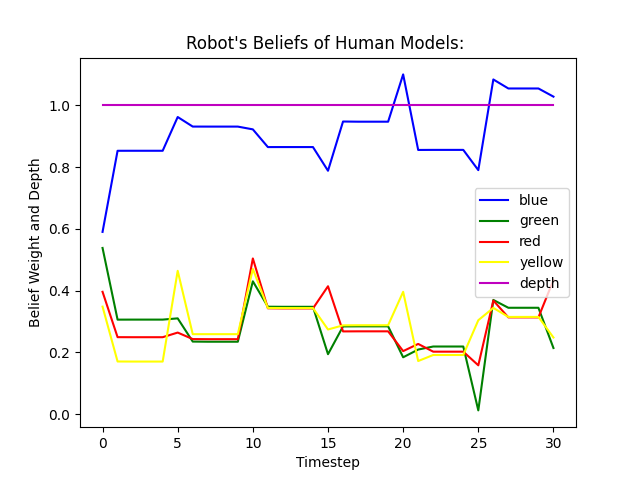 Robot's Beliefs of Human Models:
Belief Weight and Depth
1.0
0.8
0.6
0.4
0.2
0.0
blue
green
red
yellow
depth
0 5 10 15 20 25 30
Timestep